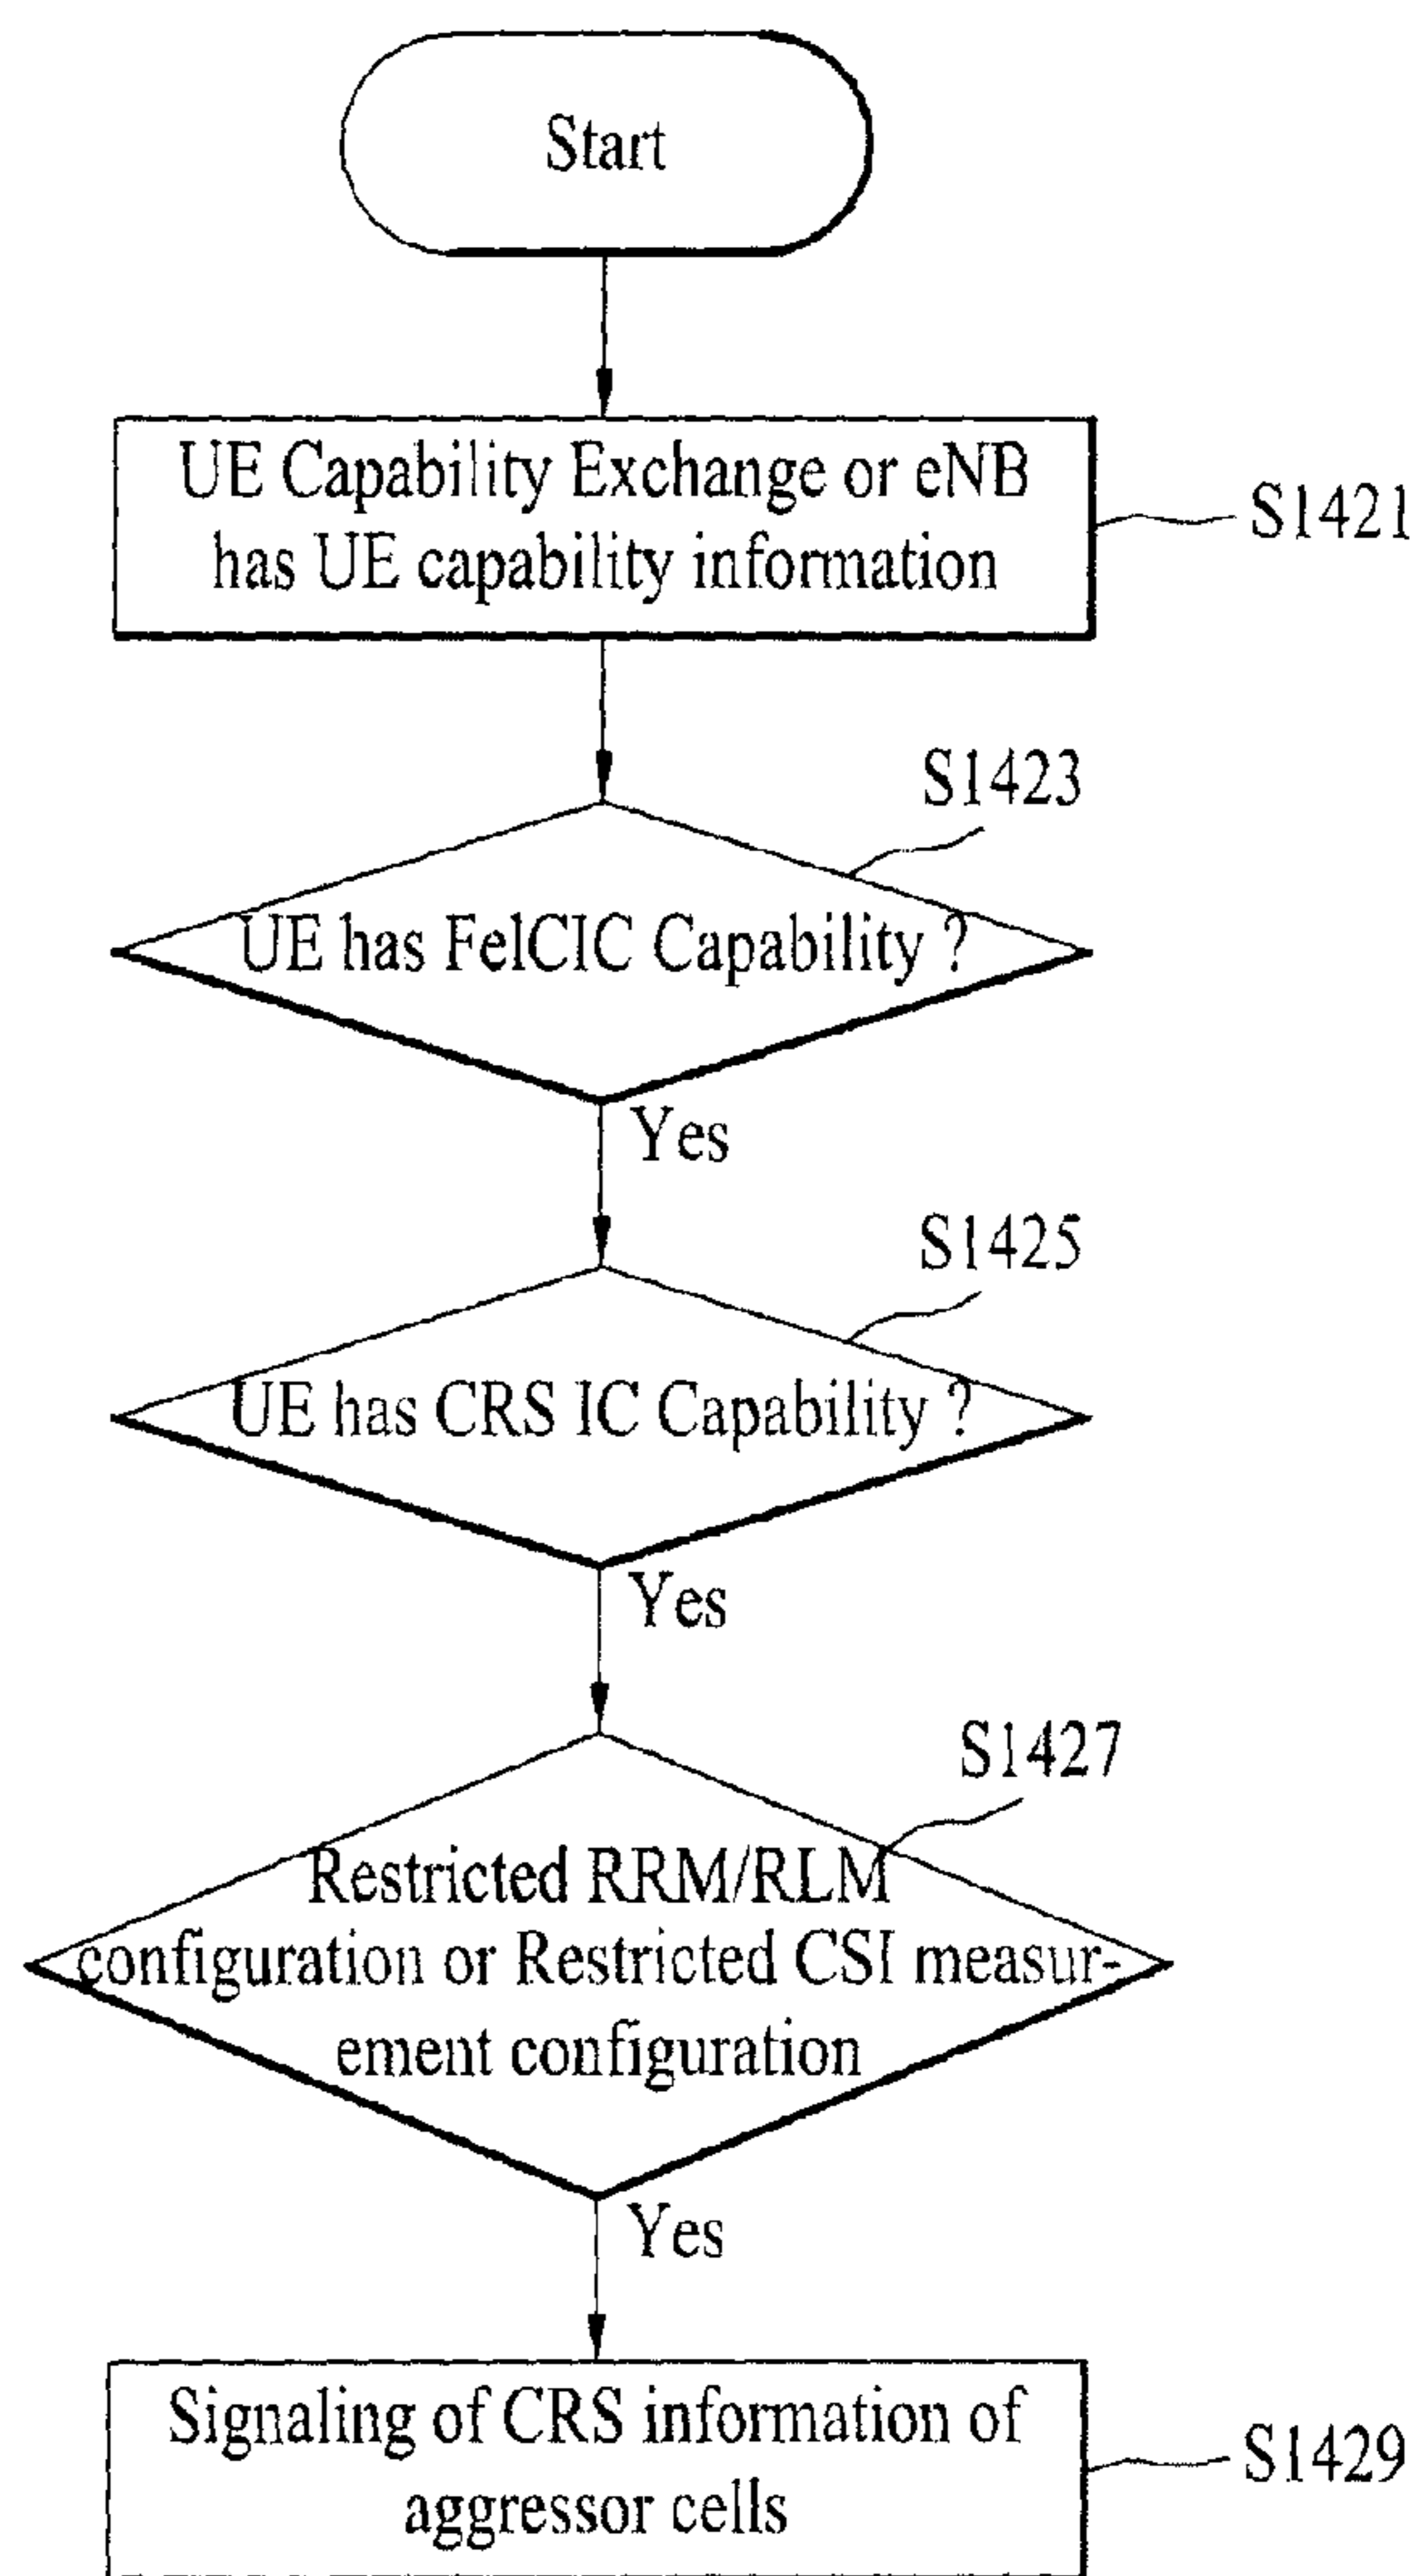 Start
UE Capability Exchange or eNB
has UE capability information
S1421
S1423
UE has FelCIC Capability ?
Yes
S1425
UE has CRS IC Capability ?
Yes
S1427
Restricted RRM/RLM
configuration or Restricted CSI measur-
ement configuration
Yes
Signaling of CRS information of
aggressor cells
S1429